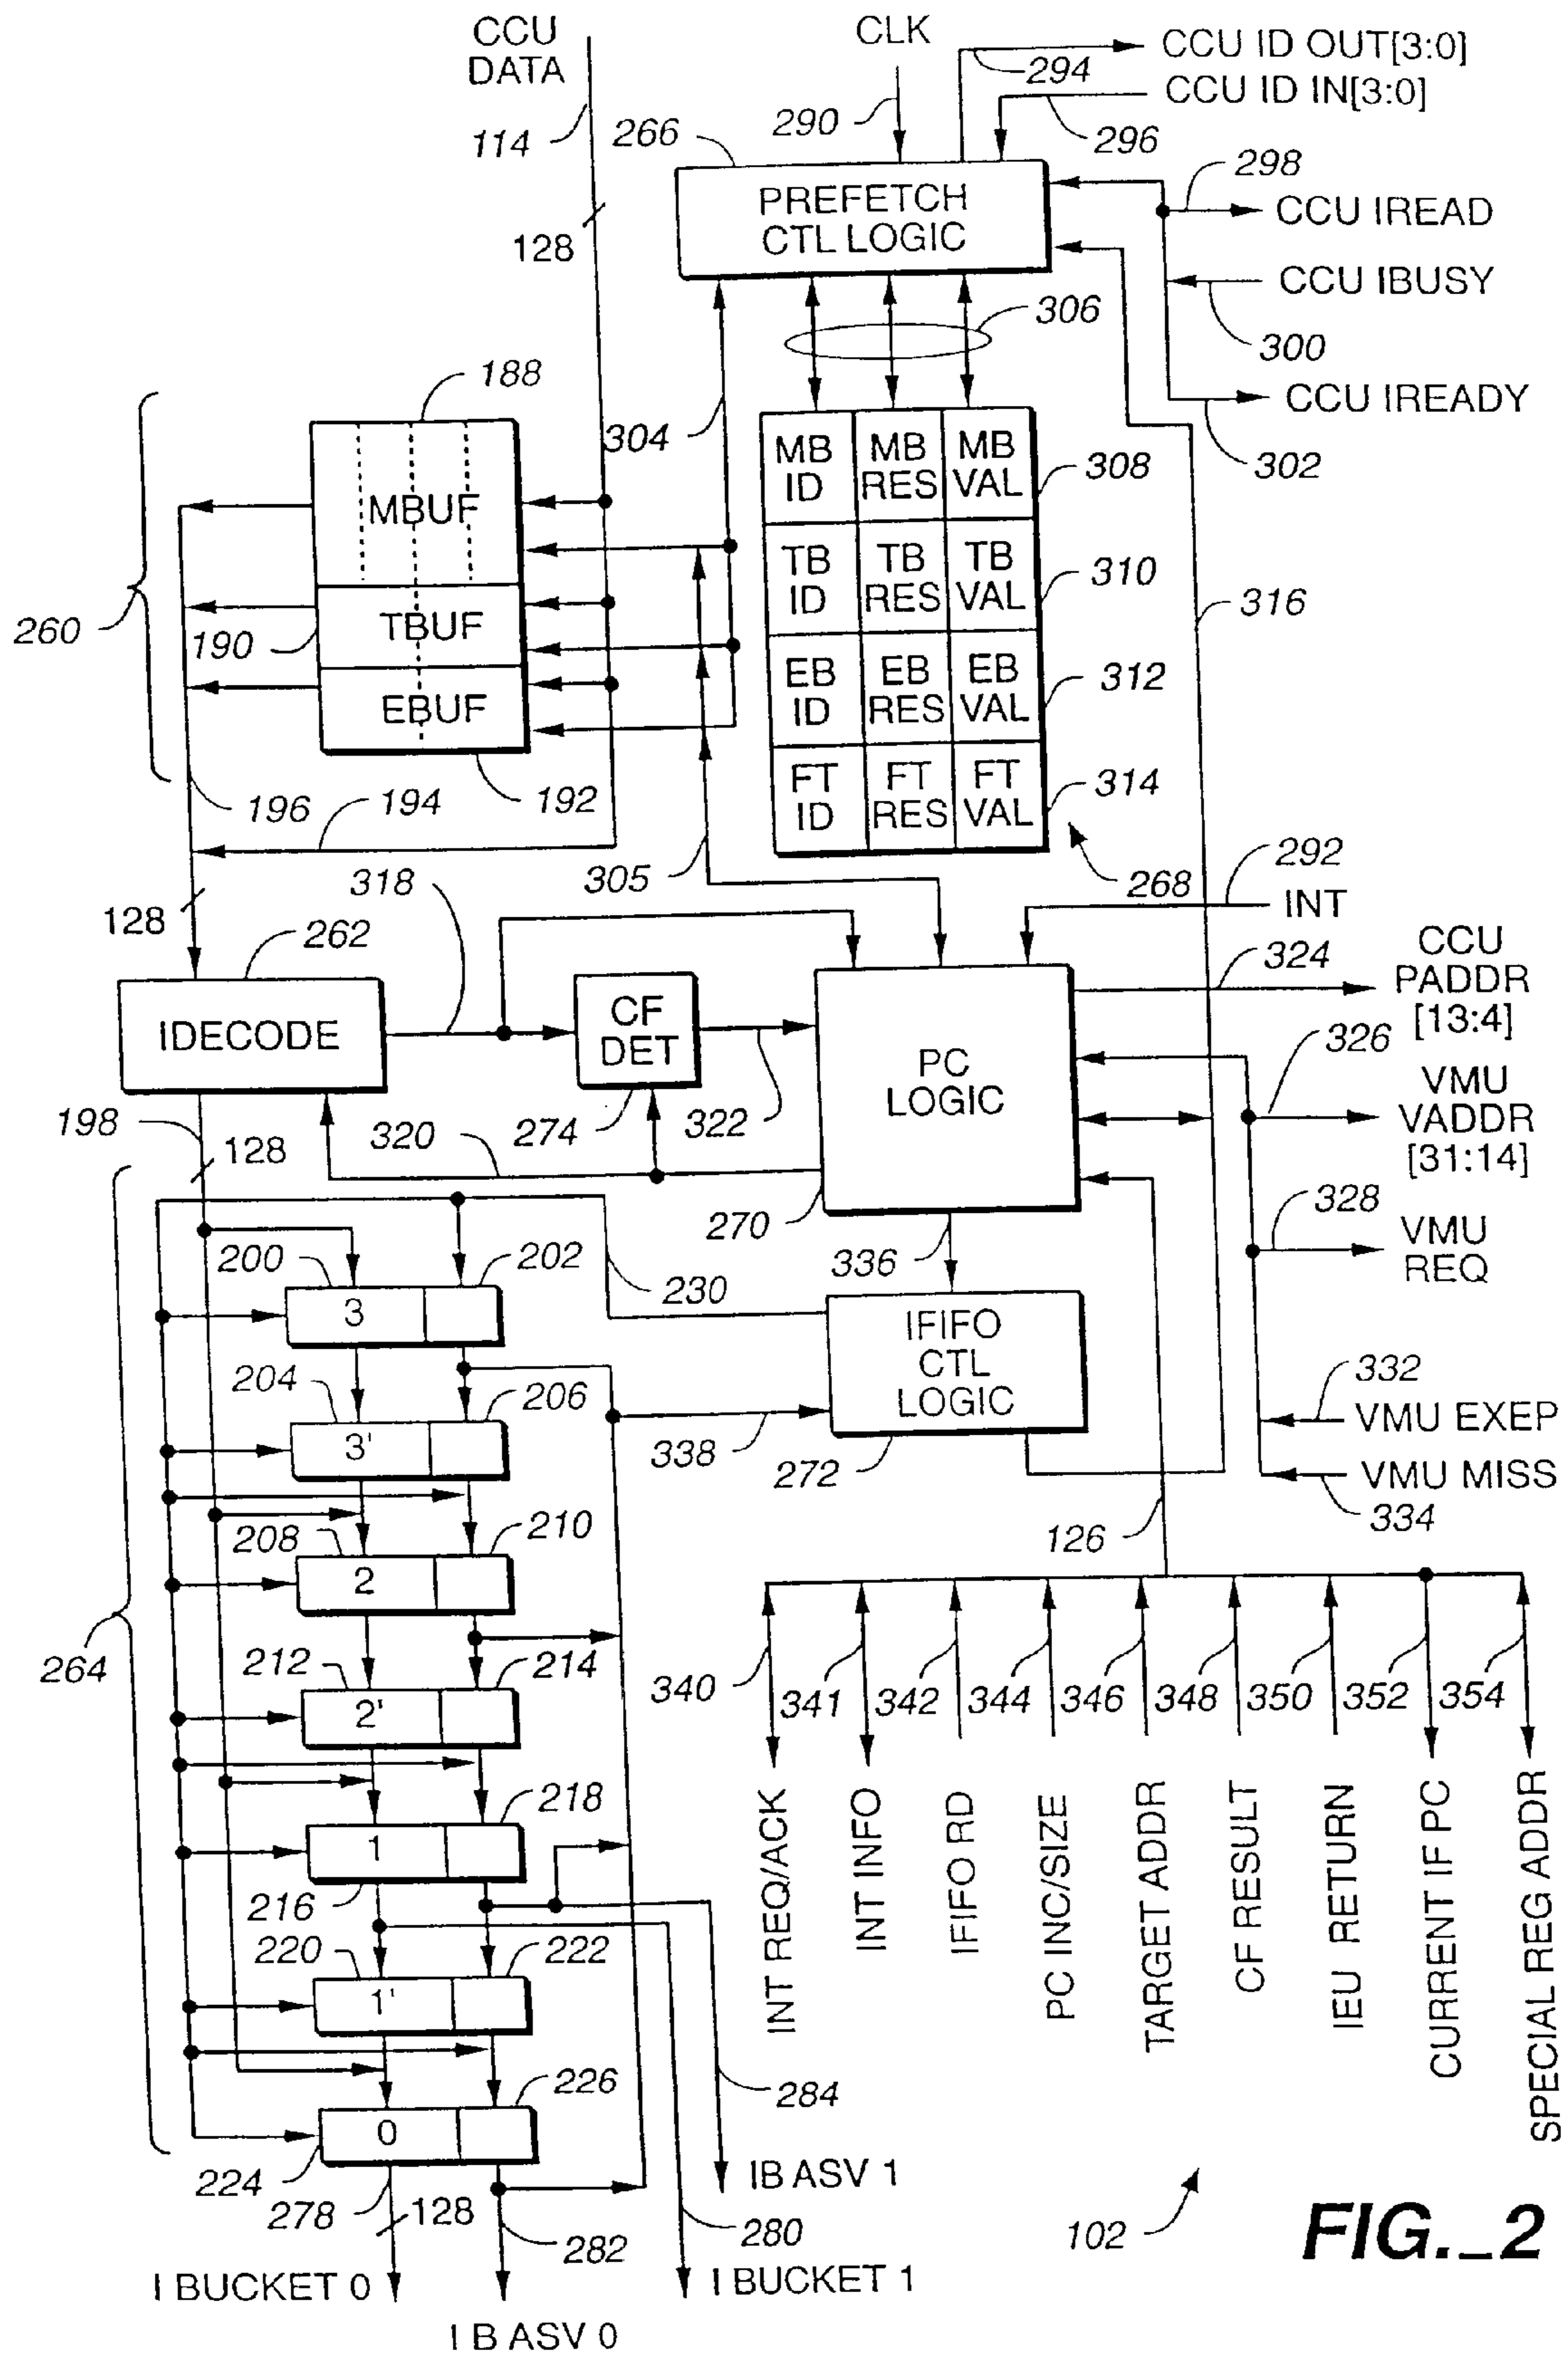 CCU
DATA
CLK
CCU ID OUT[3:0]
294
CCU ID IN[3:0]
290
296
114
266
298
PREFETCH
CTL LOGIC
CCU IREAD
128
CCU IBUSY
306
300
188
CCU IREADY
304
302
MB
ID
MB
RES
MB
VAL
308
MBUF
TB
ID
TB
RES
TB
VAL
310
316
260
190
TBUF
EB
ID
EB
RES
EB
VAL
312
EBUF
FT
ID
FT
RES
FT
VAL
314
196
194
192
292
318
305
268
INT
128
262
CCU
PADDR
[13:4]
324
IDECODE
CF
DET
PC
LOGIC
326
VMU
VADDR
[31:14]
198
128
320
274
322
328
VMU
REQ
270
336
200
202
230
3
IFIFO
CTL
LOGIC
204
206
332
VMU EXEP
3'
338
272
VMU MISS
334
208
210
126
2
264
212
214
340
341
342
344
346
348
350
352
354
2'
218
1
216
INT REQ/ACK
INT INFO
IFIFO RD
PC INC/SIZE
TARGET ADDR
CF RESULT
IEU RETURN
CURRENT IF PC
SPECIAL REG ADDR
220
222
1'
226
284
0
224
IB ASV 1
278
128
282
280
102
FIG._2
I BUCKET 0
I BUCKET 1
I B ASV 0